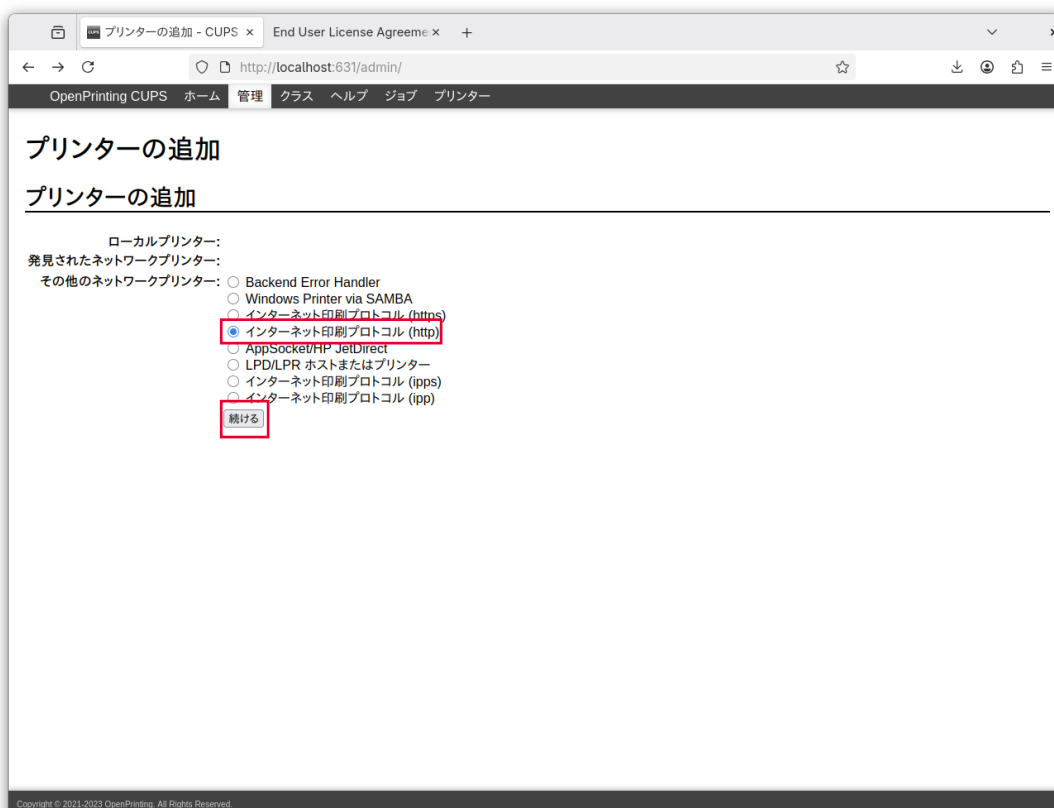 プリンターの追加 - CUPS
End User License Agreeme
http://localhost:631/admin/
OpenPrinting CUPS ホーム 管理 クラス ヘルプ ジョブ プリンター
プリンターの追加
プリンターの追加
ローカルプリンター:
発見されたネットワークプリンター:
その他のネットワークプリンター: Backend Error Handler
Windows Printer via SAMBA
インターネット印刷プロトコル (https)
インターネット印刷プロトコル (http)
AppSocket/HP JetDirect
LPD/LPR ホストまたはプリンター
インターネット印刷プロトコル (ipps)
インターネット印刷プロトコル (ipp)
続ける
Copyright © 2021-2023 OpenPrinting. All Rights Reserved.